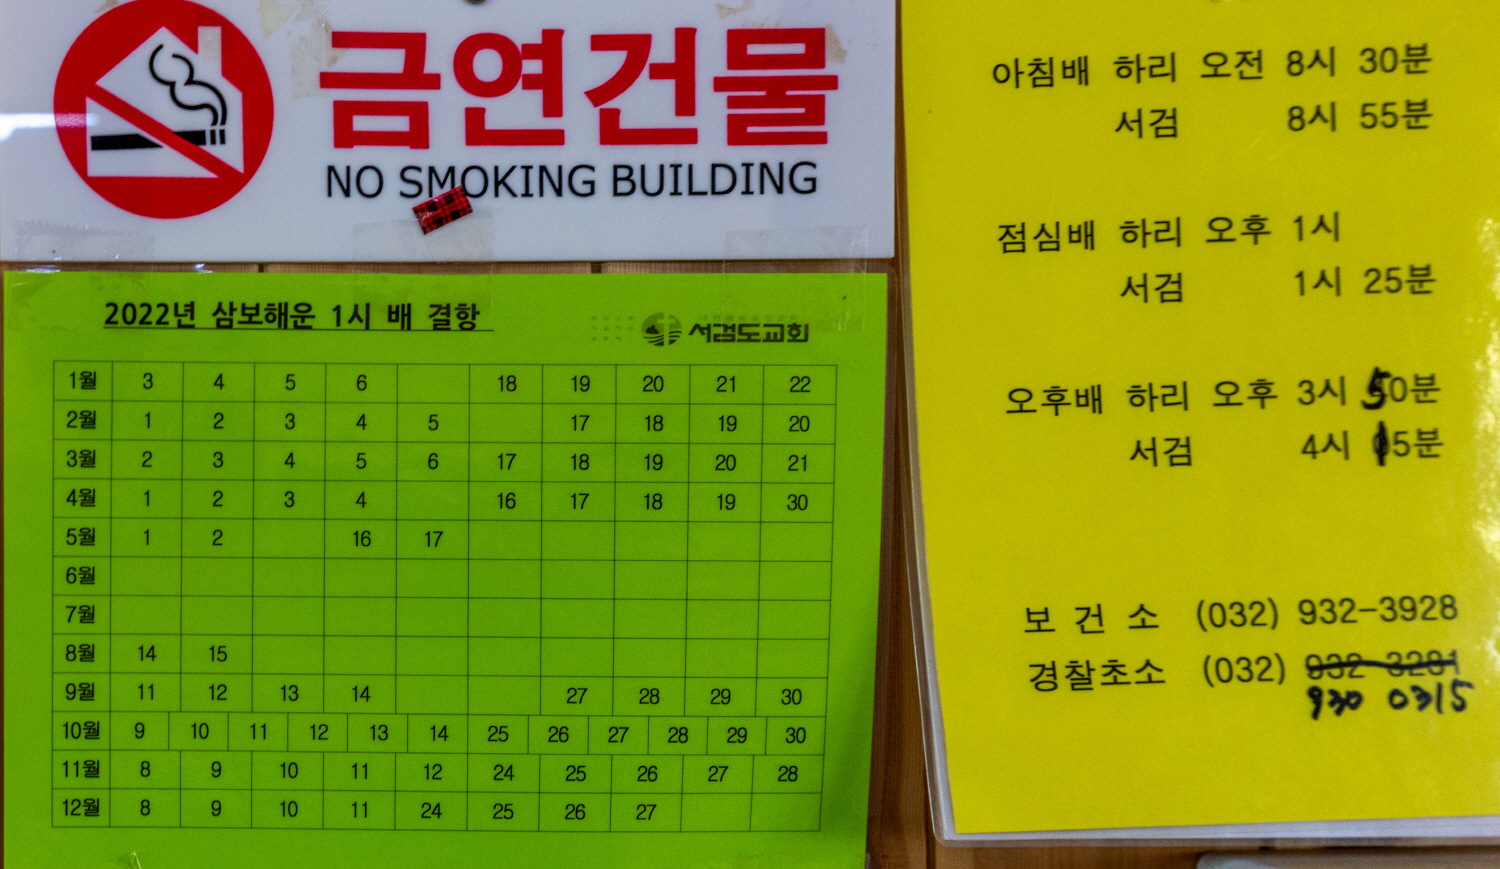 금연건물
NO SMOKING BUILDING
2022년 삼보해운 1시 배 결항
서검도교회
1월 3 4 5 6 18 19 20 21 22
2월 1 2 3 4 5 17 18 19 20
3월 2 3 4 5 6 17 18 19 20 21
4월 1 2 3 4 16 17 18 19 30
5월 1 2 16 17
6월
7월
8월 14 15
9월 11 12 13 14 27 28 29 30
10월 9 10 11 12 13 14 25 26 27 28 29 30
11월 8 9 10 11 12 24 25 26 27 28
12월 8 9 10 11 24 25 26 27
아침배 하리 오전 8시 30분
서검 8시 55분
점심배 하리 오후 1시
서검 1시 25분
오후배 하리 오후 3시 50분
서검 4시 15분
보 건 소 (032) 932-3928
경찰초소 (032) 932-3281
930 0315